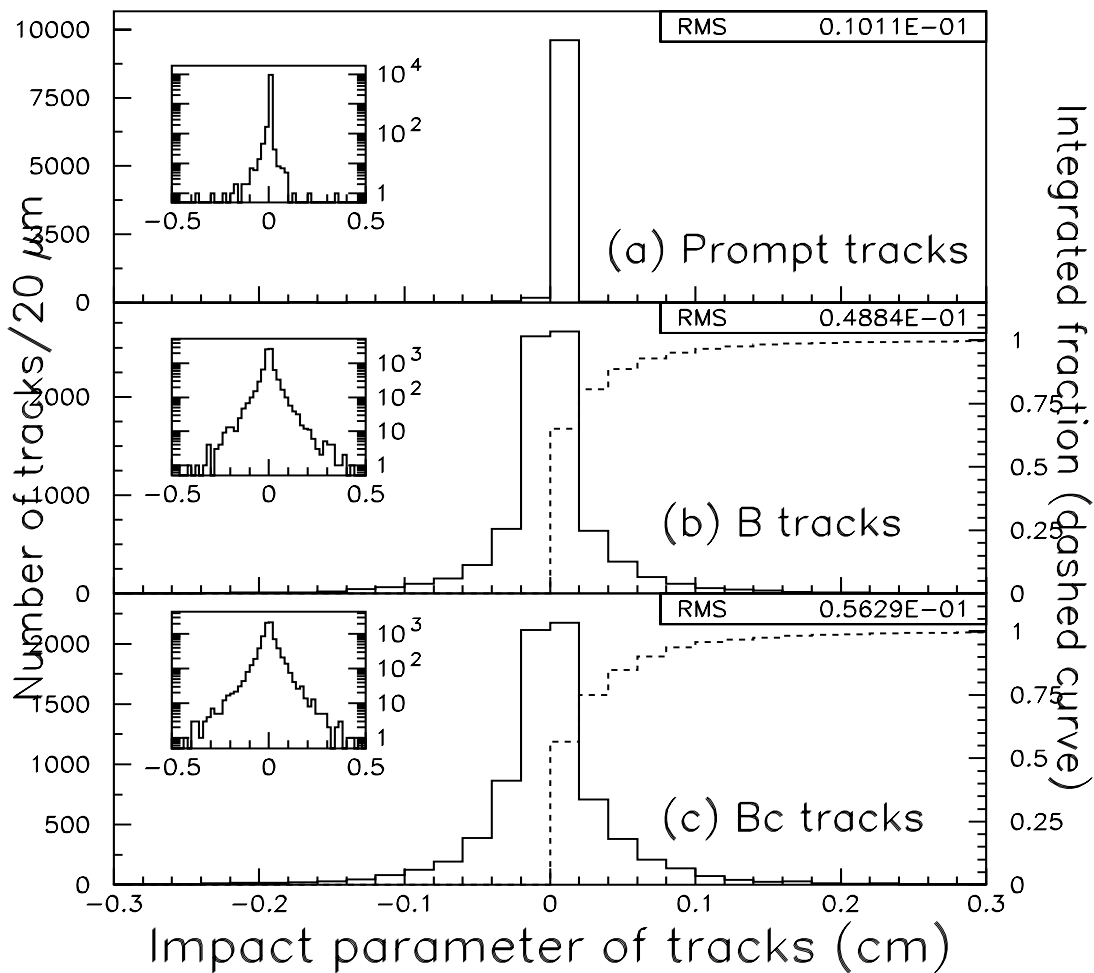 Number of tracks/20 μm
Integrated fraction (dashed curve)
10000
7500
5000
2500
0
RMS 0.1011E−01
10^4
10^2
1
−0.5 0 0.5
(a) Prompt tracks
2000
1000
0
RMS 0.4884E−01
10^3
10^2
10
1
−0.5 0 0.5
(b) B tracks
1
0.75
0.5
0.25
0
2000
1500
1000
500
0
RMS 0.5629E−01
10^3
10^2
10
1
−0.5 0 0.5
(c) Bc tracks
1
0.75
0.5
0.25
0
−0.3 −0.2 −0.1 0 0.1 0.2 0.3
Impact parameter of tracks (cm)